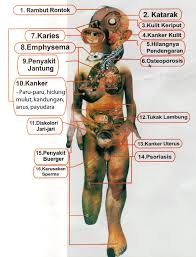 1. Rambut Rontok
2. Katarak
3. Kulit Keriput
4. Kanker Kulit
5. Hilangnya
Pendengaran
6. Osteoporosis
7. Karies
8. Emphysema
9. Penyakit
Jantung
10. Kanker
- Paru-paru, hidung
mulut, kandungan,
anus, payudara
11. Diskolori
Jari-jari
12. Tukak Lambung
13. Kanker Uterus
14. Psoriasis
15. Penyakit
Buerger
16. Karusakan
Sperma